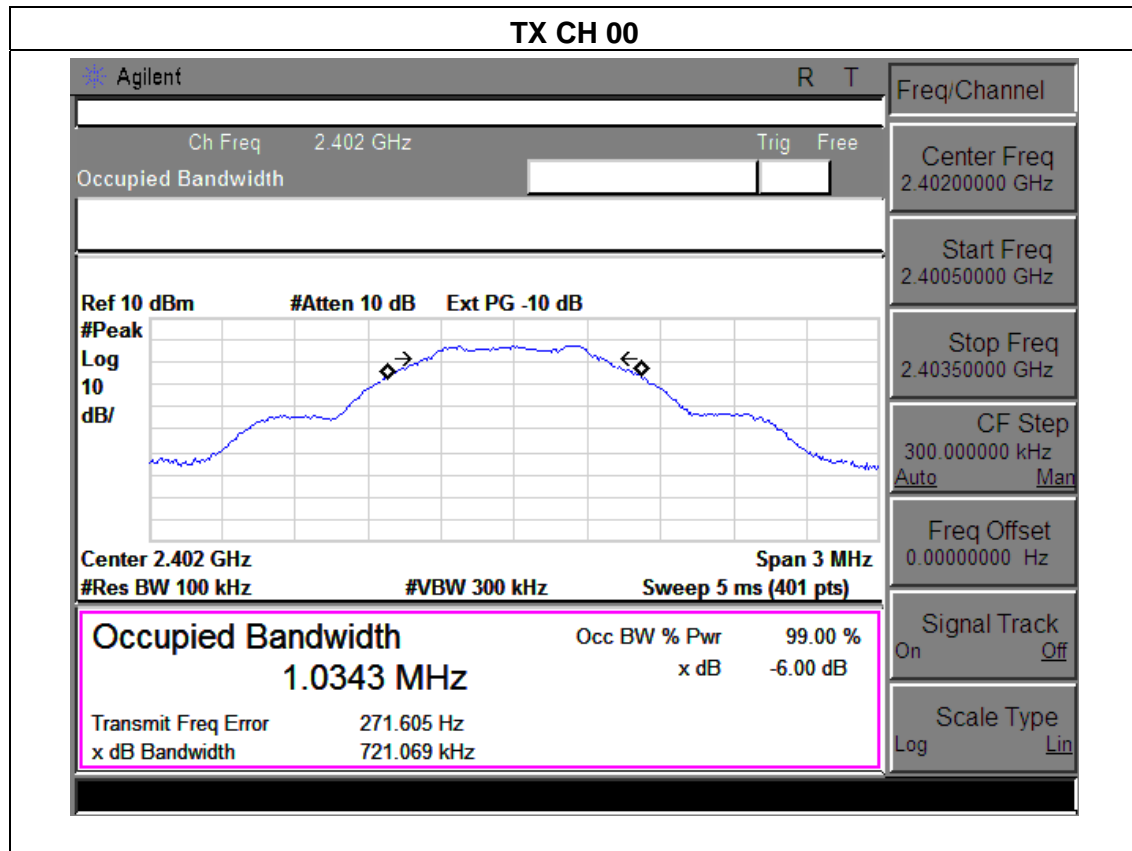 TX CH 00
Agilent R T
Ch Freq 2.402 GHz Trig Free
Occupied Bandwidth
Ref 10 dBm #Atten 10 dB Ext PG -10 dB
#Peak
Log
10
dB/
Center 2.402 GHz Span 3 MHz
#Res BW 100 kHz #VBW 300 kHz Sweep 5 ms (401 pts)
Occupied Bandwidth Occ BW % Pwr 99.00 %
1.0343 MHz x dB -6.00 dB
Transmit Freq Error 271.605 Hz
x dB Bandwidth 721.069 kHz
Freq/Channel
Center Freq
2.40200000 GHz
Start Freq
2.40050000 GHz
Stop Freq
2.40350000 GHz
CF Step
300.000000 kHz
Auto Man
Freq Offset
0.00000000 Hz
Signal Track
On Off
Scale Type
Log Lin